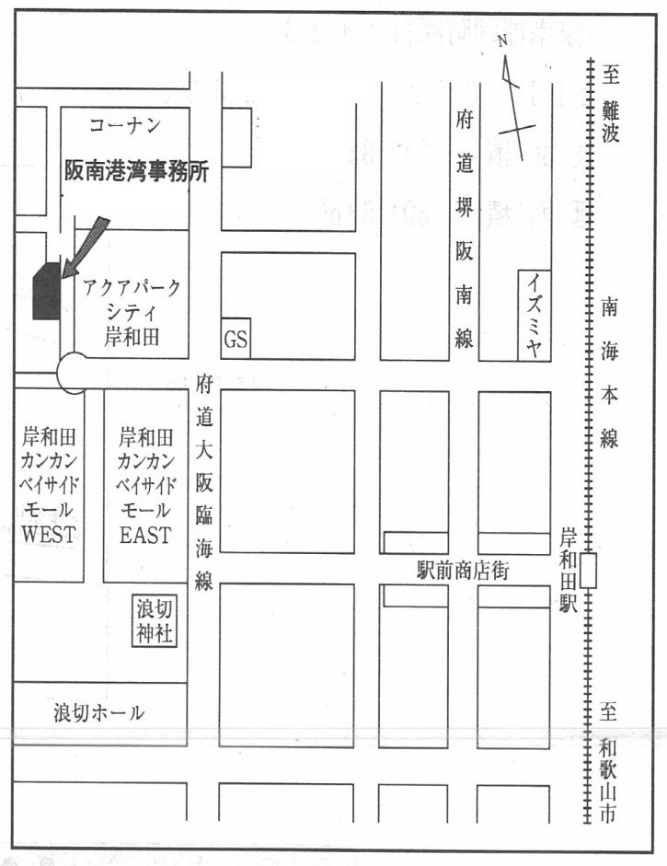 N
至難波
コーナン
阪南港湾事務所
府道堺阪南線
アクアパーク
シティ
岸和田
GS
イズミヤ
南海本線
府道大阪臨海線
岸和田
カンカン
ベイサイド
モール
WEST
岸和田
カンカン
ベイサイド
モール
EAST
駅前商店街
岸和田駅
浪切
神社
浪切ホール
至和歌山市